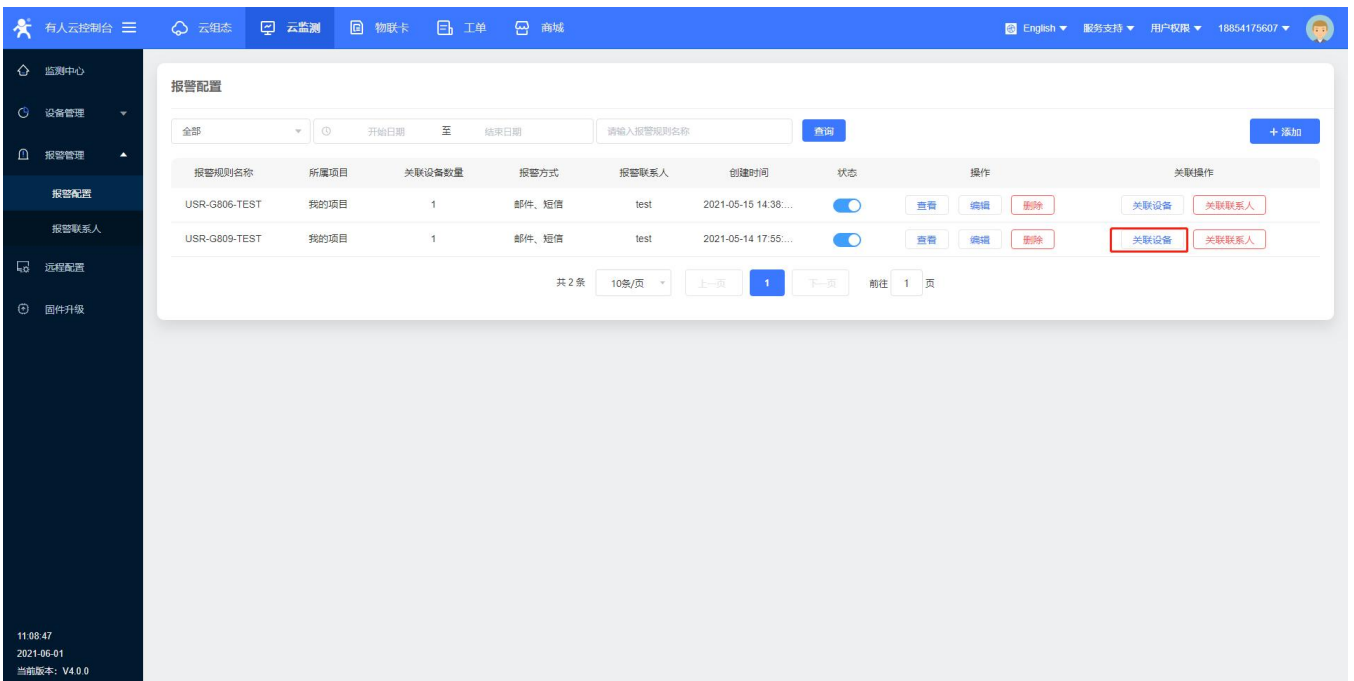 有人云控制台 云组态 云监测 物联卡 工单 商城 English 服务支持 用户权限 18854175607
监测中心
设备管理
报警管理
报警配置
报警联系人
远程配置
固件升级
11:08:47
2021-06-01
当前版本：V4.0.0
报警配置
全部 开始日期 至 结束日期 请输入报警规则名称 查询 + 添加
报警规则名称 所属项目 关联设备数量 报警方式 报警联系人 创建时间 状态 操作 关联操作
USR-G806-TEST 我的项目 1 邮件、短信 test 2021-05-15 14:38:... 查看 编辑 删除 关联设备 关联联系人
USR-G809-TEST 我的项目 1 邮件、短信 test 2021-05-14 17:55:... 查看 编辑 删除 关联设备 关联联系人
共 2 条 10条/页 上一页 1 下一页 前往 1 页